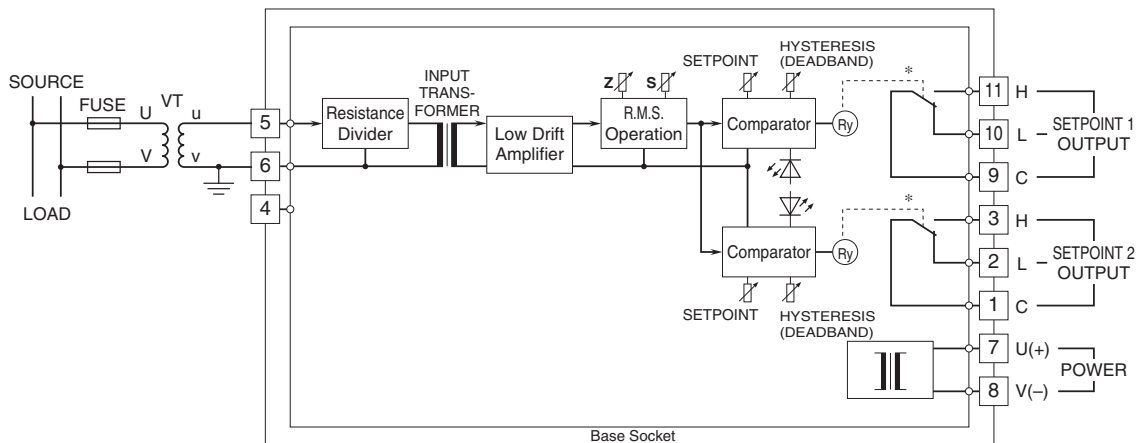 SOURCE
FUSE
U
VT
u
V
v
LOAD
5
6
4
Resistance
Divider
INPUT
TRANS-
FORMER
Low Drift
Amplifier
Z
S
R.M.S.
Operation
SETPOINT
HYSTERESIS
(DEADBAND)
Comparator
Ry
*
Comparator
Ry
*
SETPOINT
HYSTERESIS
(DEADBAND)
11 H
10 L
9 C
SETPOINT 1
OUTPUT
3 H
2 L
1 C
SETPOINT 2
OUTPUT
7 U(+)
8 V(–)
POWER
Base Socket